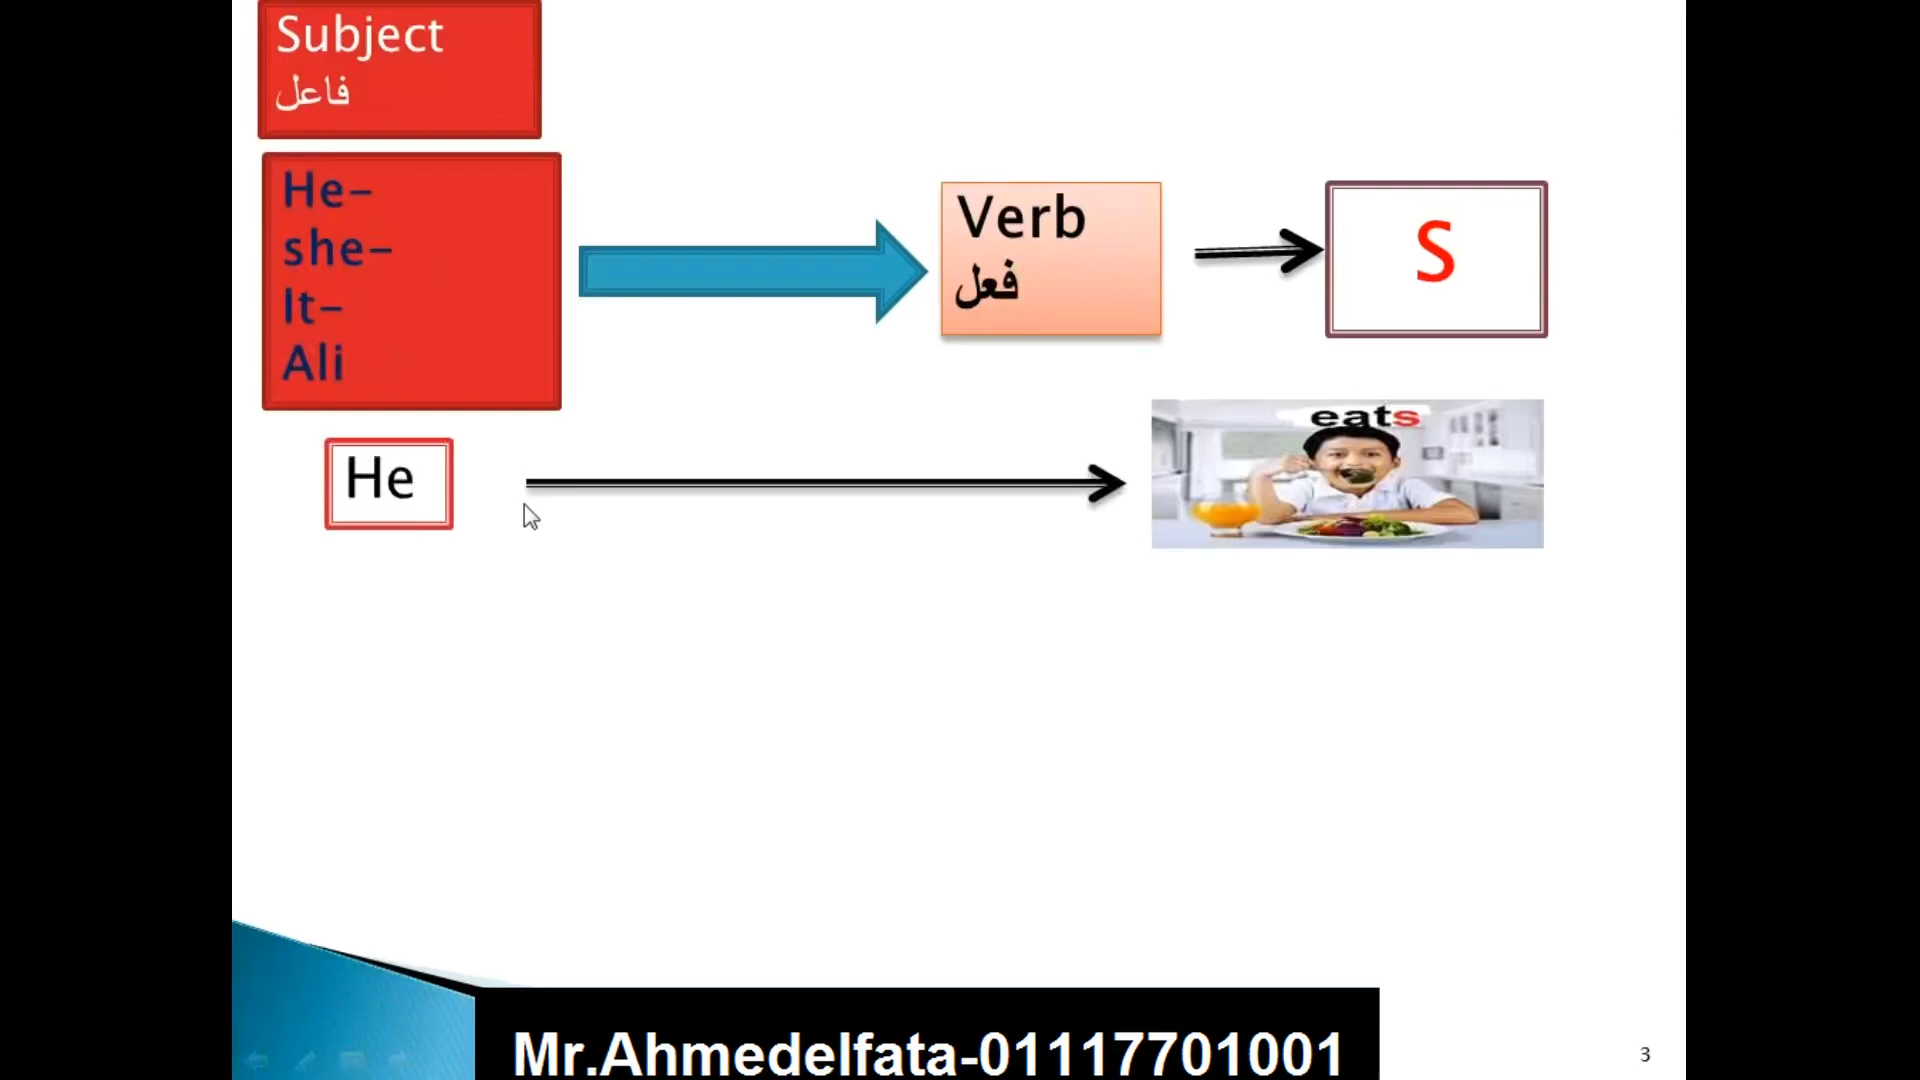 Subject
فاعل
He-
she-
It-
Ali
Verb
فعل
S
He
eats
Mr.Ahmedelfata-01117701001
3